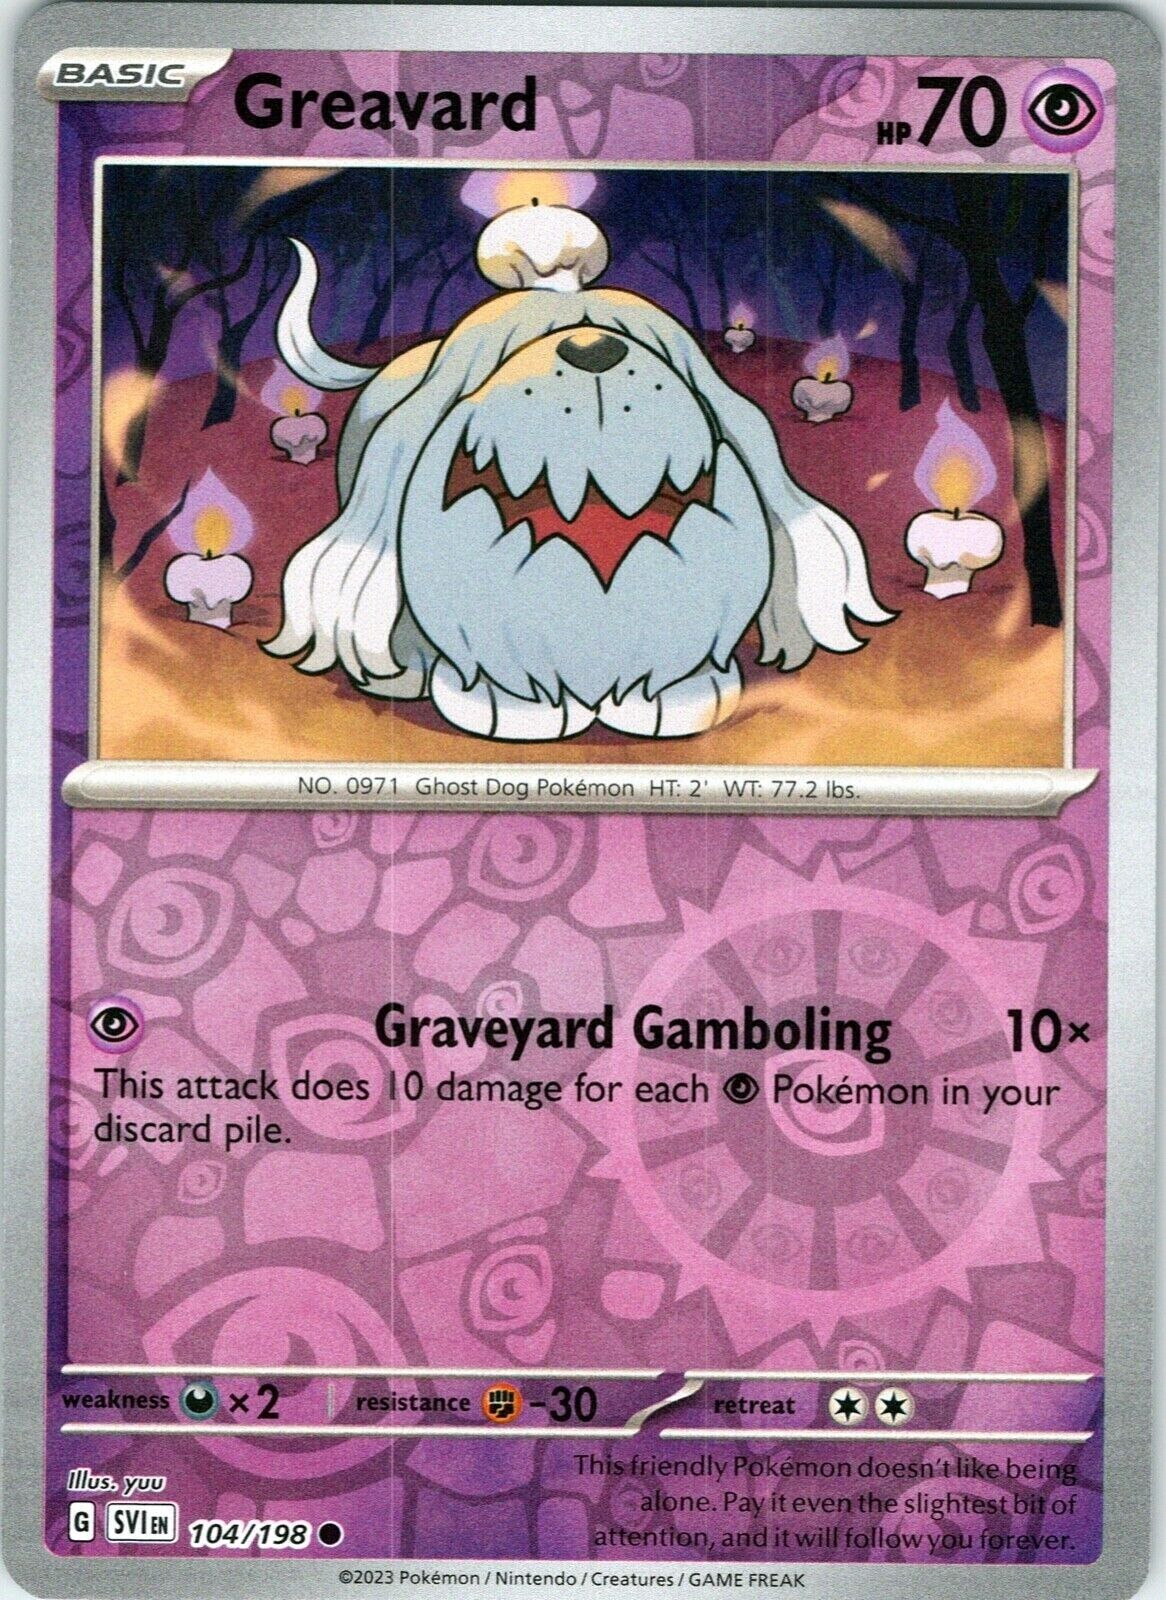 BASIC
Greavard
HP 70
NO. 0971 Ghost Dog Pokémon HT: 2' WT: 77.2 lbs.
Graveyard Gamboling 10×
This attack does 10 damage for each Pokémon in your
discard pile.
weakness ×2 resistance -30 retreat
Illus. yuu
This friendly Pokémon doesn't like being
alone. Pay it even the slightest bit of
attention, and it will follow you forever.
G SVI EN 104/198
©2023 Pokémon / Nintendo / Creatures / GAME FREAK